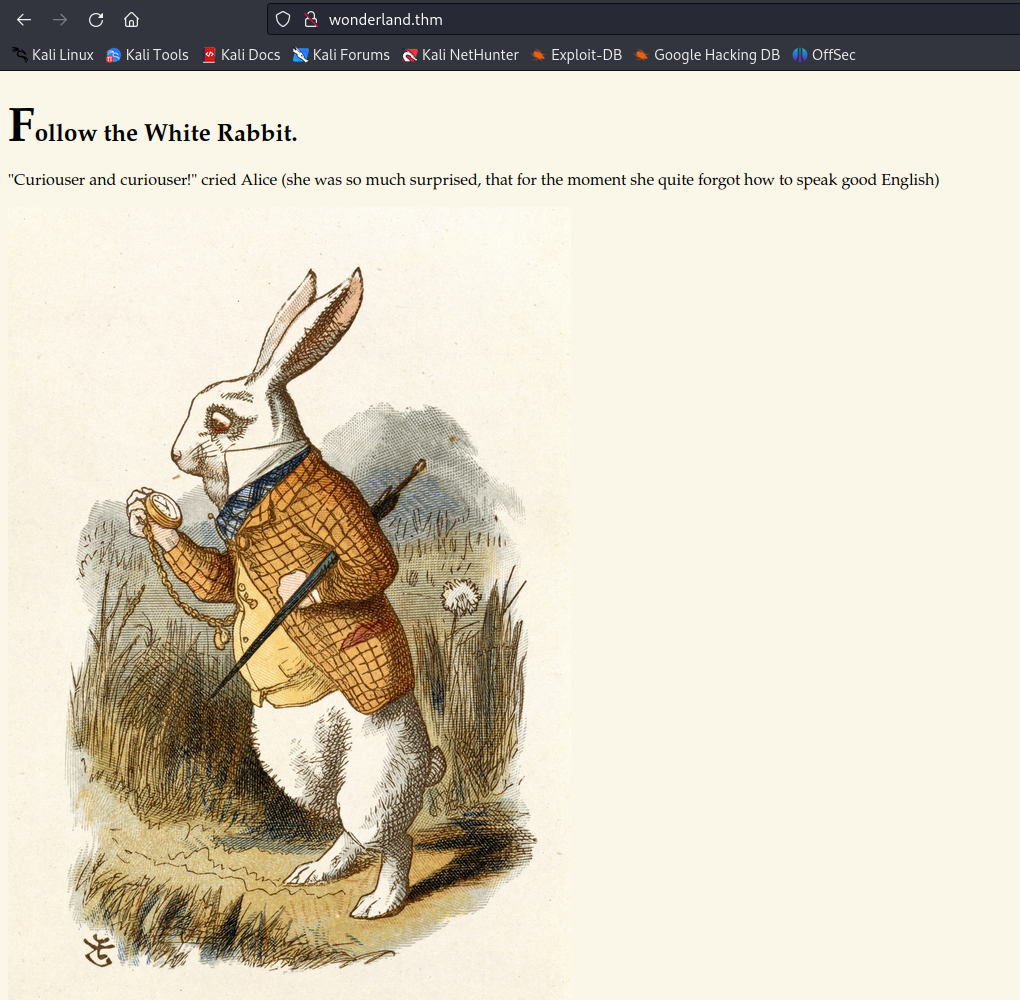 wonderland.thm
Kali Linux Kali Tools Kali Docs Kali Forums Kali NetHunter Exploit-DB Google Hacking DB OffSec
Follow the White Rabbit.
"Curiouser and curiouser!" cried Alice (she was so much surprised, that for the moment she quite forgot how to speak good English)